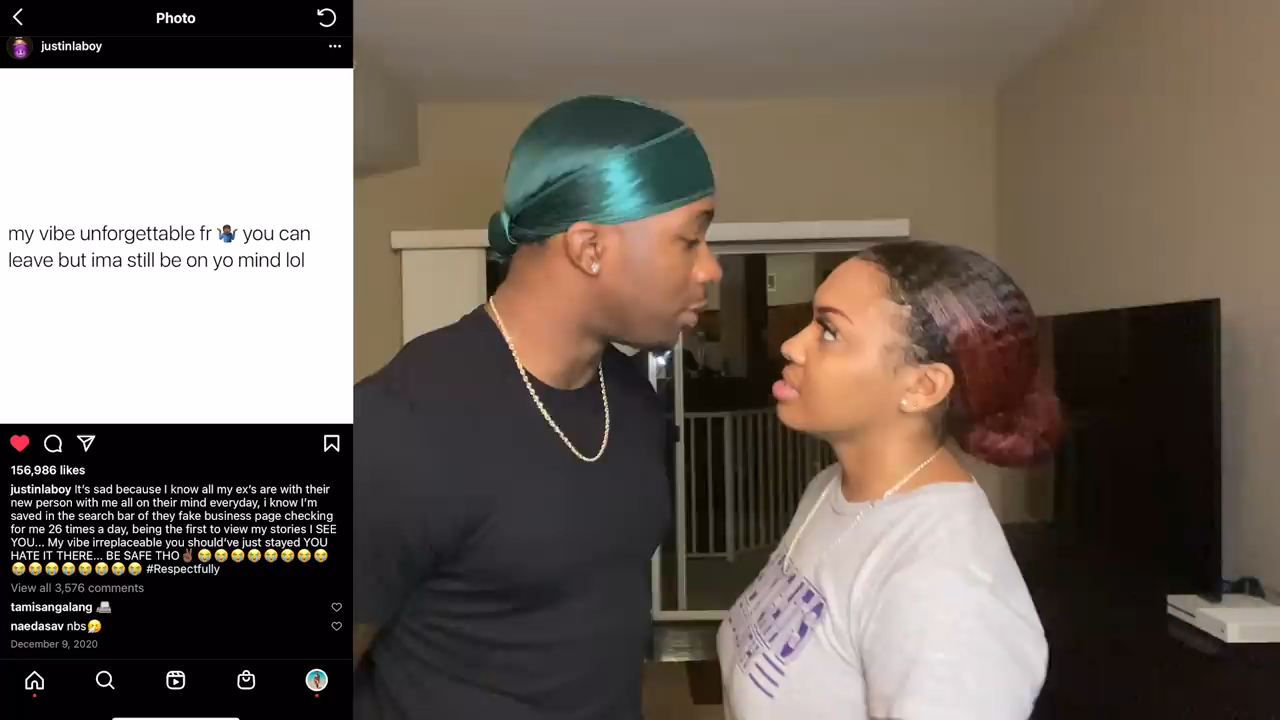 Photo
justinlaboy
my vibe unforgettable fr 🤷🏾‍♂️ you can
leave but ima still be on yo mind lol
156,986 likes
justinlaboy It's sad because I know all my ex's are with their
new person with me all on their mind everyday, i know I'm
saved in the search bar of they fake business page checking
for me 26 times a day, being the first to view my stories I SEE
YOU... My vibe irreplaceable you should've just stayed YOU
HATE IT THERE... BE SAFE THO✌🏾😭😭😭😭😭😭😭😭
😭😭😭😭😭😭😭😭 #Respectfully
View all 3,576 comments
tamisangalang 📠
naedasav nbs🤧
December 9, 2020